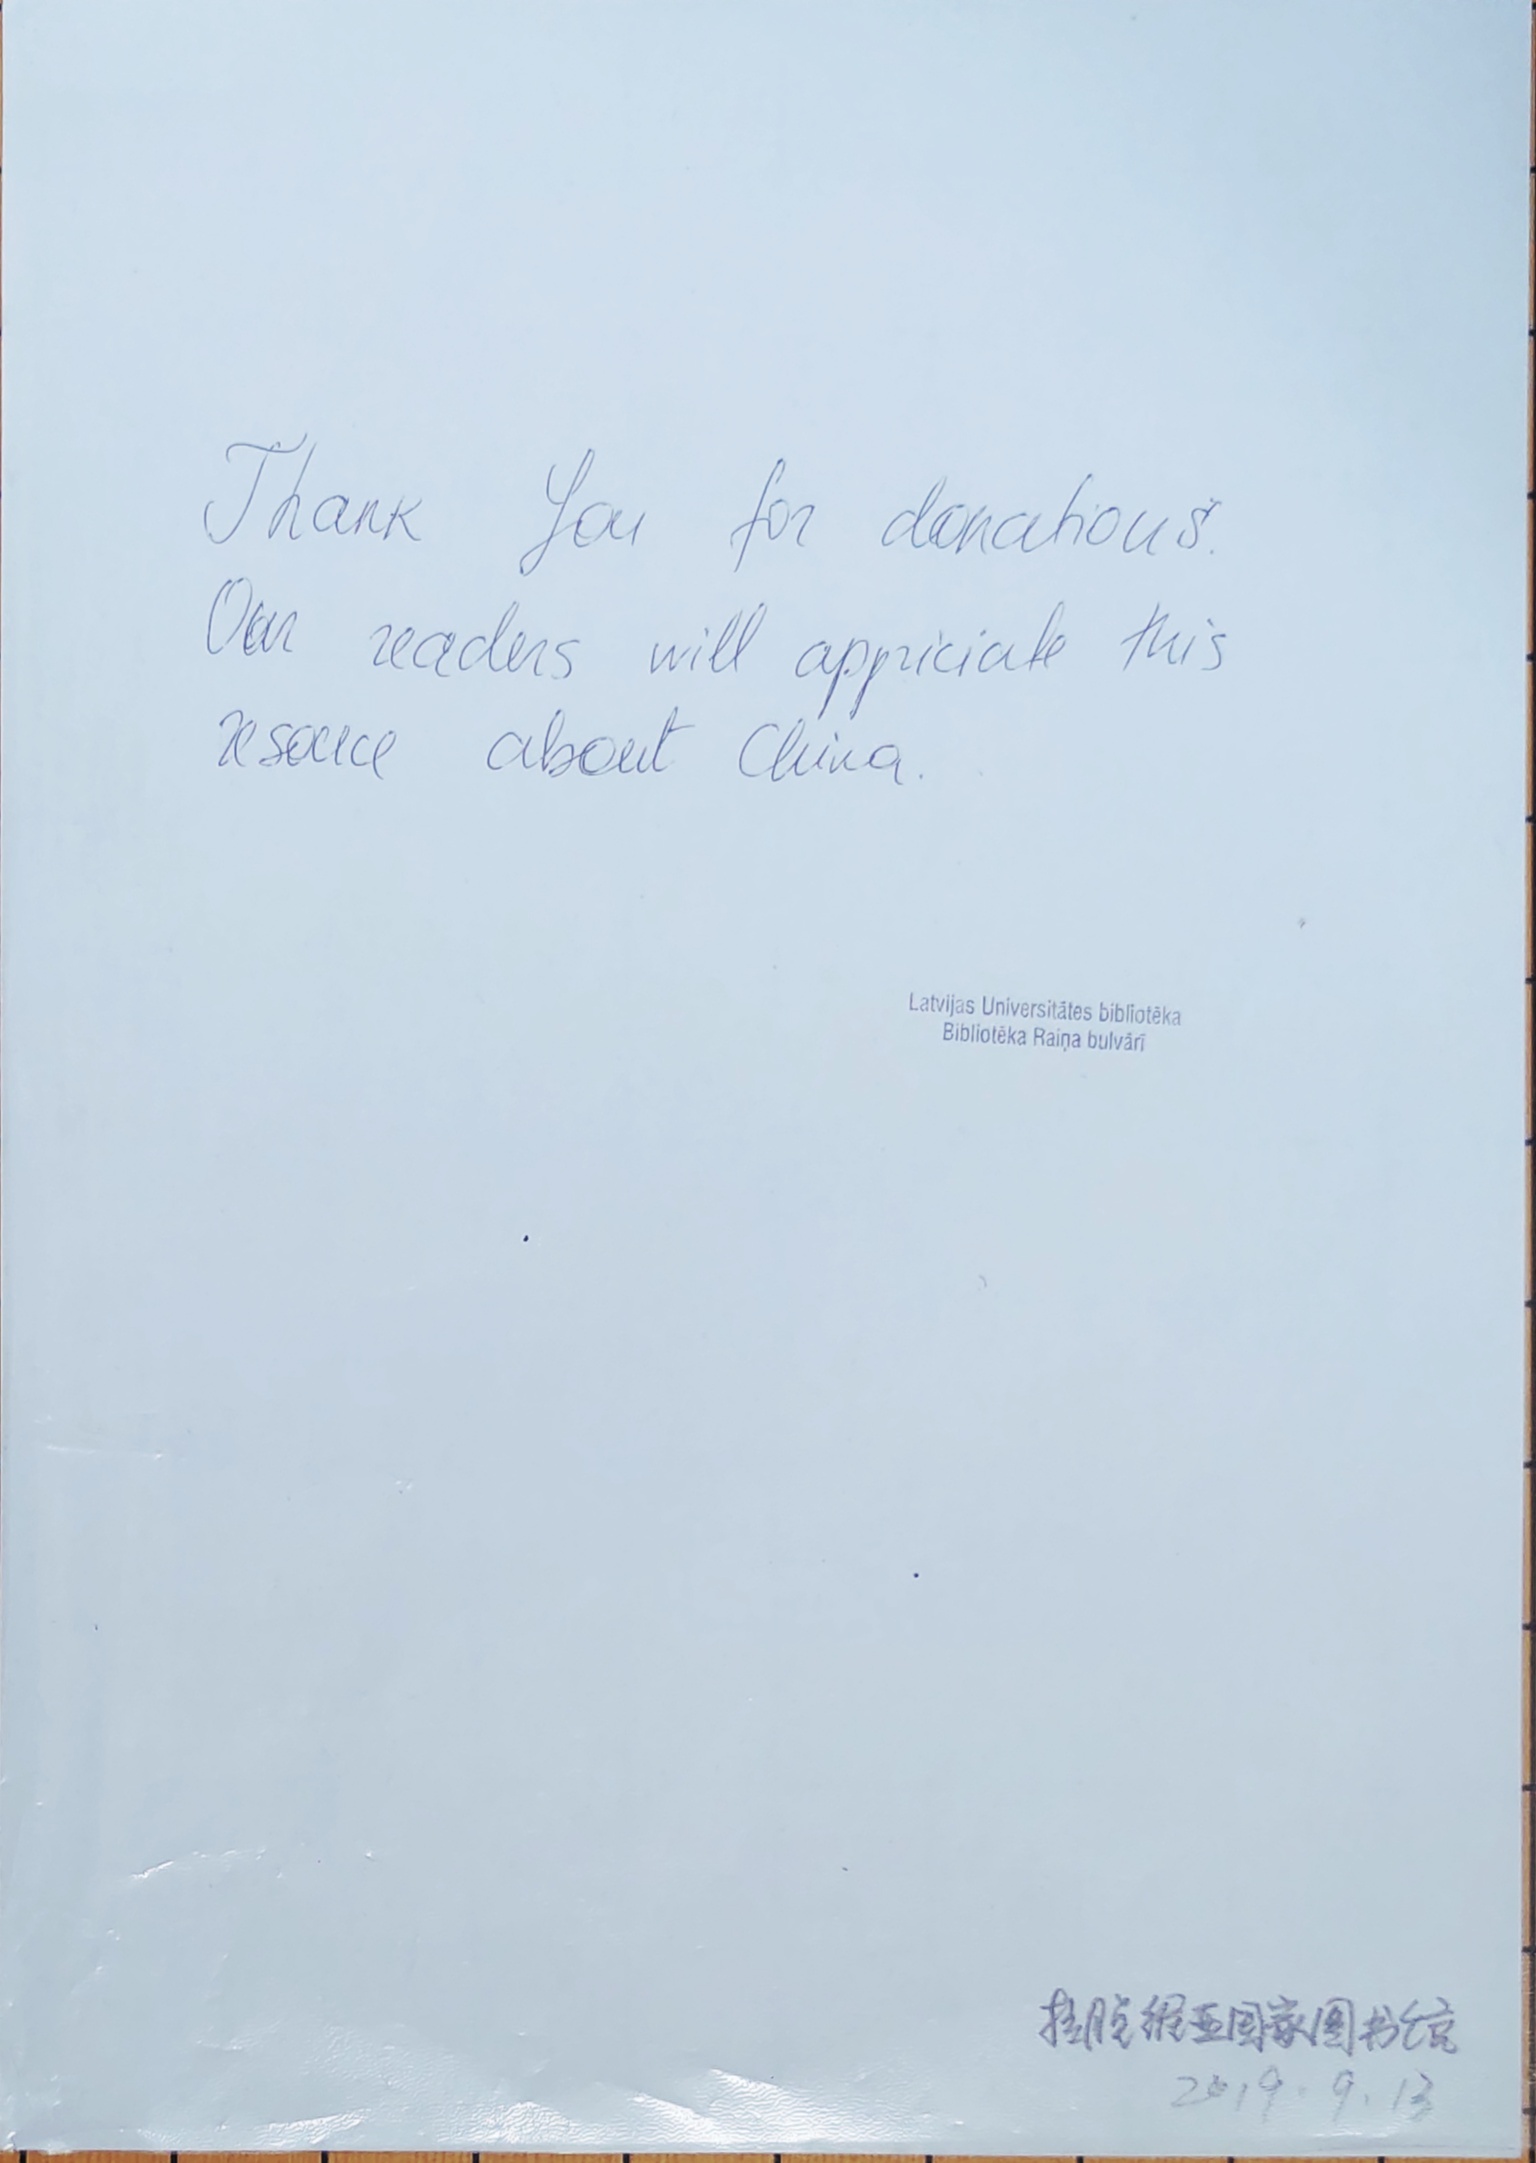 Thank You for donations.
Our readers will appriciate this
resouce about China.
Latvijas Universitātes bibliotēka
Bibliotēka Raiņa bulvārī
拉脱维亚国家图书馆
2019.9.13